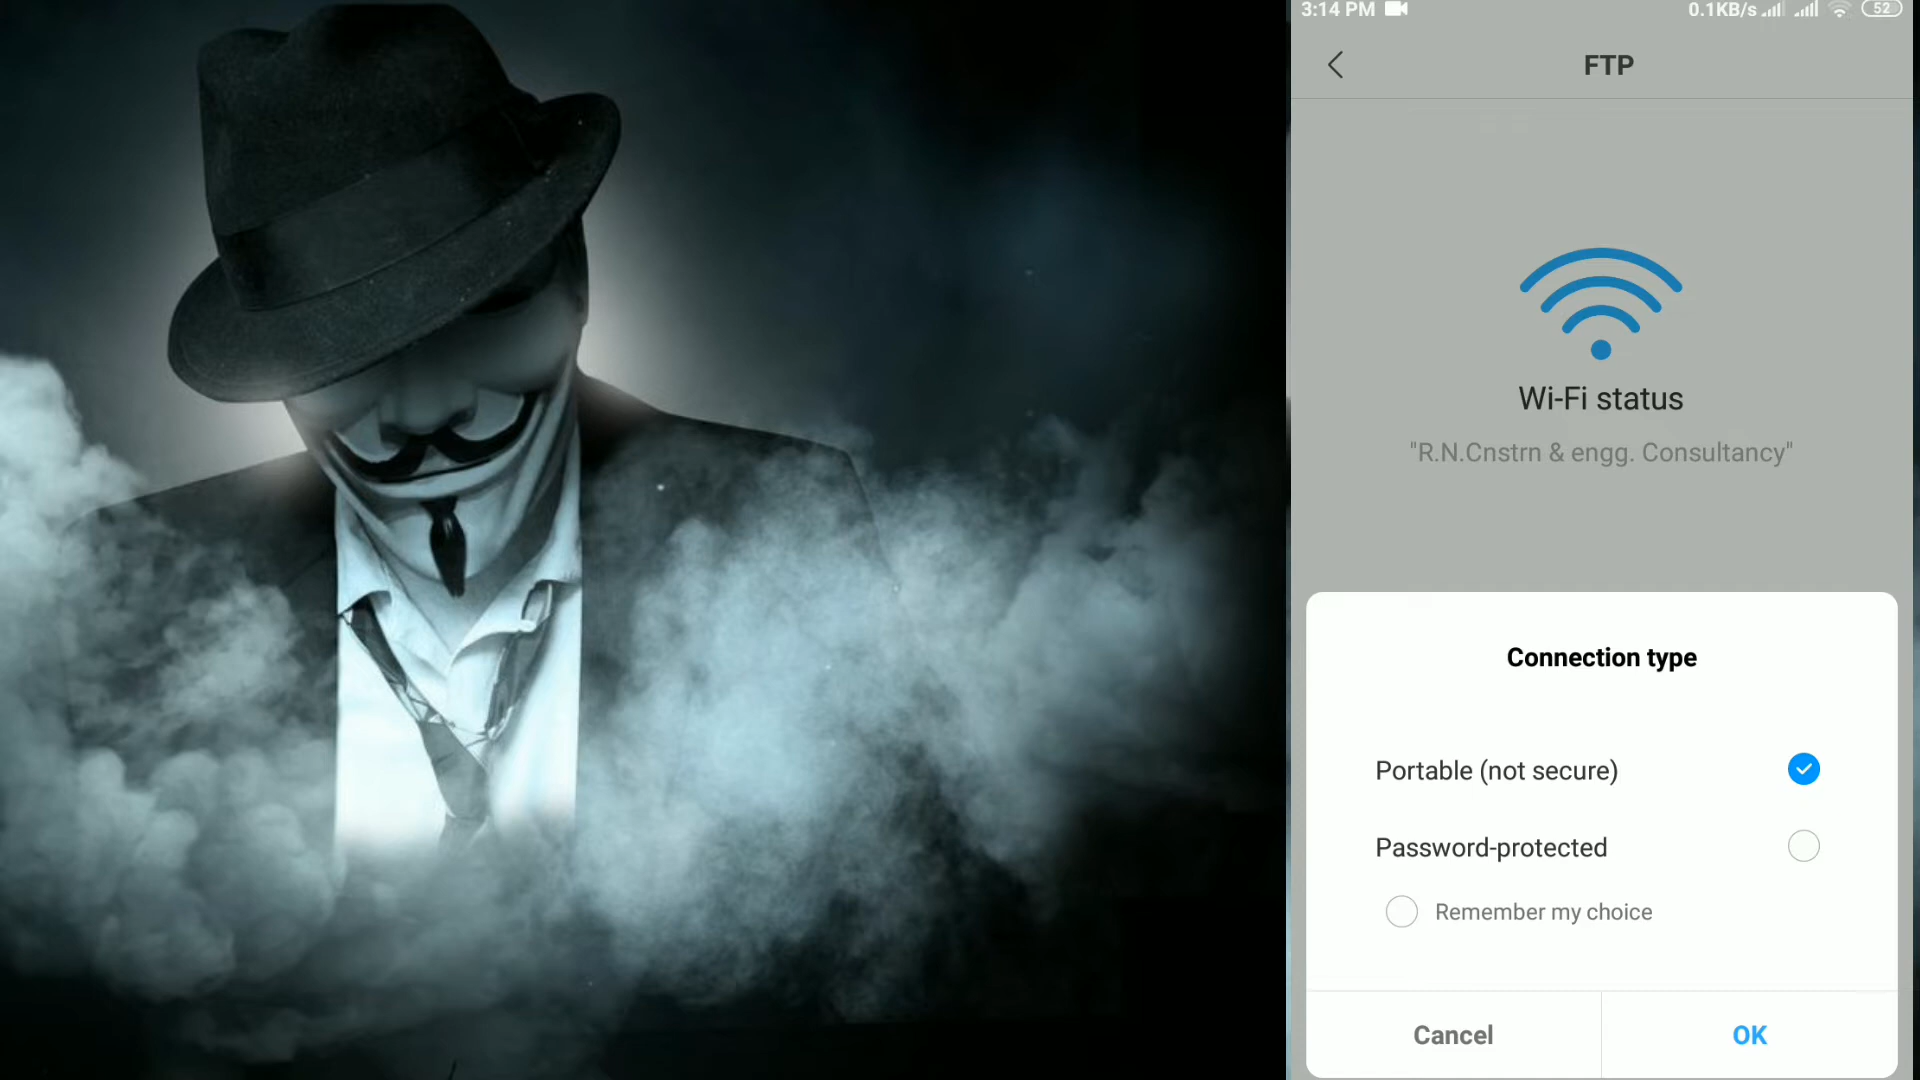 3:14 PM
0.1KB/s
52
FTP
Wi-Fi status
"R.N.Cnstrn & engg. Consultancy"
Connection type
Portable (not secure)
Password-protected
Remember my choice
Cancel
OK